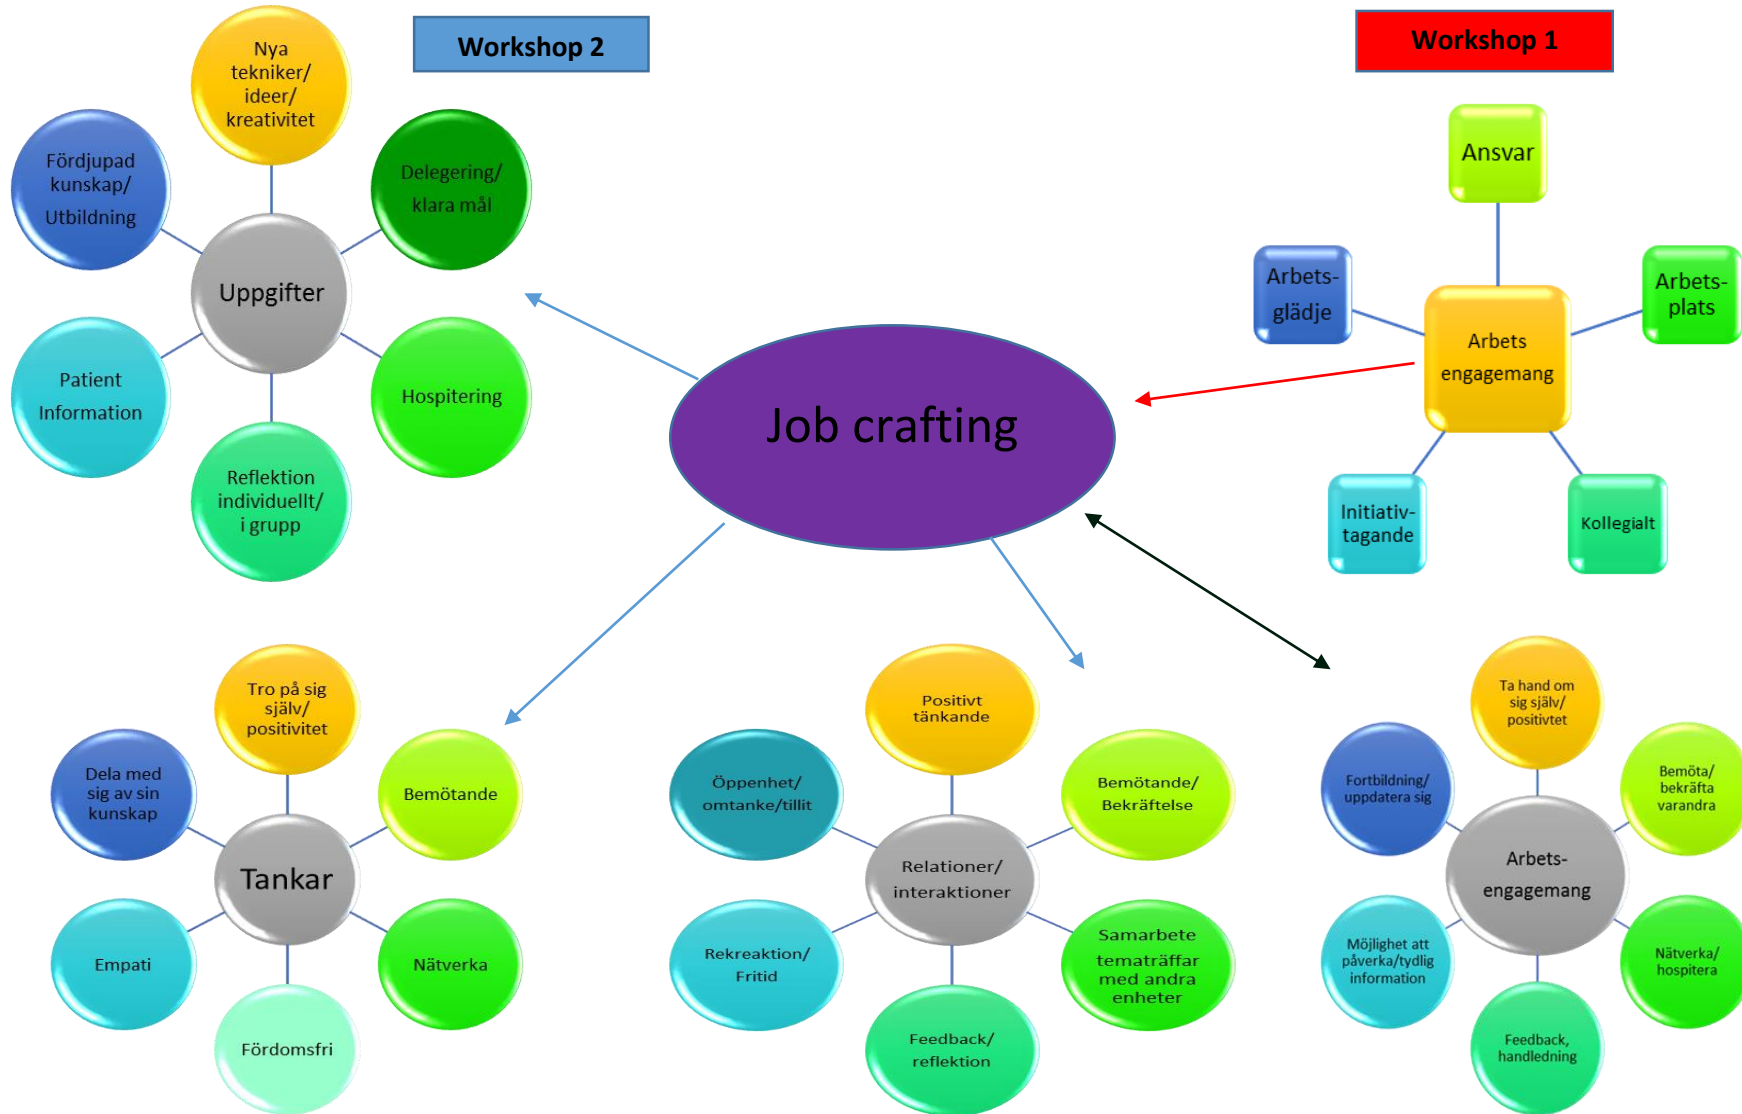 Workshop 2
Workshop 1
Nya
tekniker/
ideer/
kreativitet
Fördjupad
kunskap/
Utbildning
Delegering/
klara mål
Uppgifter
Patient
Information
Hospitering
Reflektion
individuellt/
i grupp
Ansvar
Arbets-
glädje
Arbets-
plats
Arbets
engagemang
Initiativ-
tagande
Kollegialt
Job crafting
Tro på sig
själv/
positivitet
Dela med
sig av sin
kunskap
Bemötande
Tankar
Empati
Nätverka
Fördomsfri
Positivt
tänkande
Öppenhet/
omtanke/tillit
Bemötande/
Bekräftelse
Relationer/
interaktioner
Rekreaktion/
Fritid
Samarbete
tematräffar
med andra
enheter
Feedback/
reflektion
Ta hand om
sig själv/
positivtet
Fortbildning/
uppdatera sig
Bemöta/
bekräfta
varandra
Arbets-
engagemang
Möjlighet att
påverka/tydlig
information
Nätverka/
hospitera
Feedback,
handledning